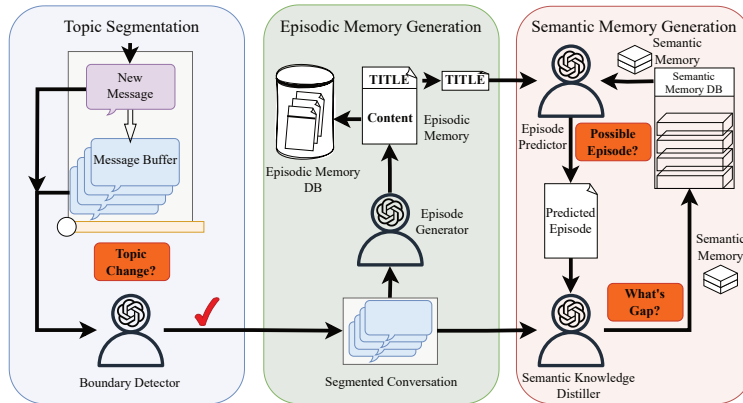 Topic Segmentation
New
Message
Message Buffer
Topic
Change?
Boundary Detector
Episodic Memory Generation
TITLE
Content
TITLE
Episodic
Memory
Episodic Memory
DB
Episode
Generator
Segmented Conversation
Semantic Memory Generation
Semantic
Memory
Semantic
Memory DB
Episode
Predictor
Possible
Episode?
Predicted
Episode
Semantic
Memory
What's
Gap?
Semantic Knowledge
Distiller